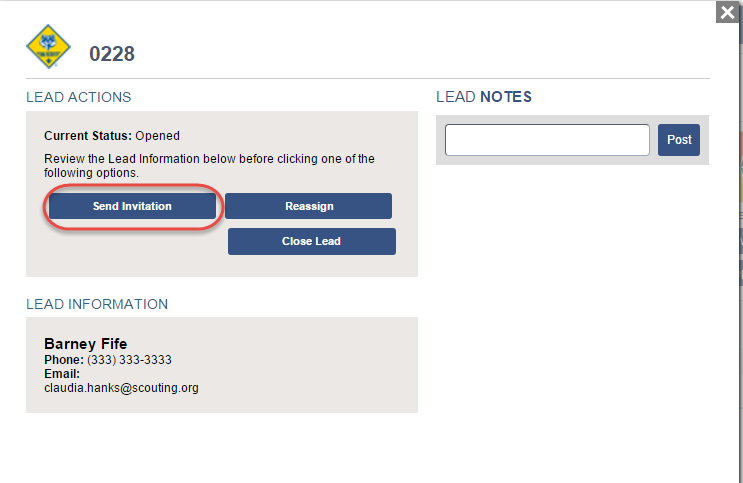 0228
LEAD ACTIONS
Current Status: Opened
Review the Lead Information below before clicking one of the
following options.
Send Invitation
Reassign
Close Lead
LEAD INFORMATION
Barney Fife
Phone: (333) 333-3333
Email:
claudia.hanks@scouting.org
LEAD NOTES
Post